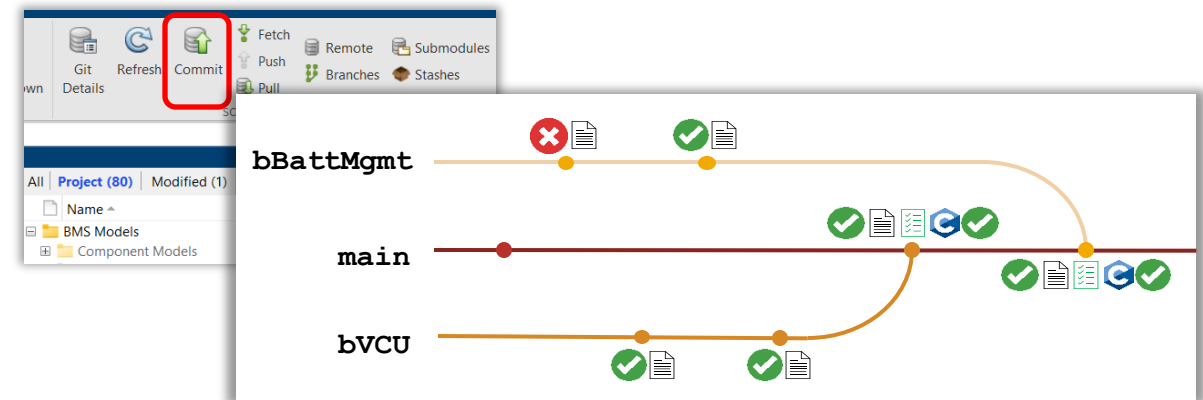 Git Details
Refresh
Commit
Fetch
Push
Pull
Remote
Branches
Submodules
Stashes
All | Project (80) | Modified (1)
Name
BMS Models
Component Models
bBattMgmt
main
bVCU
C
C